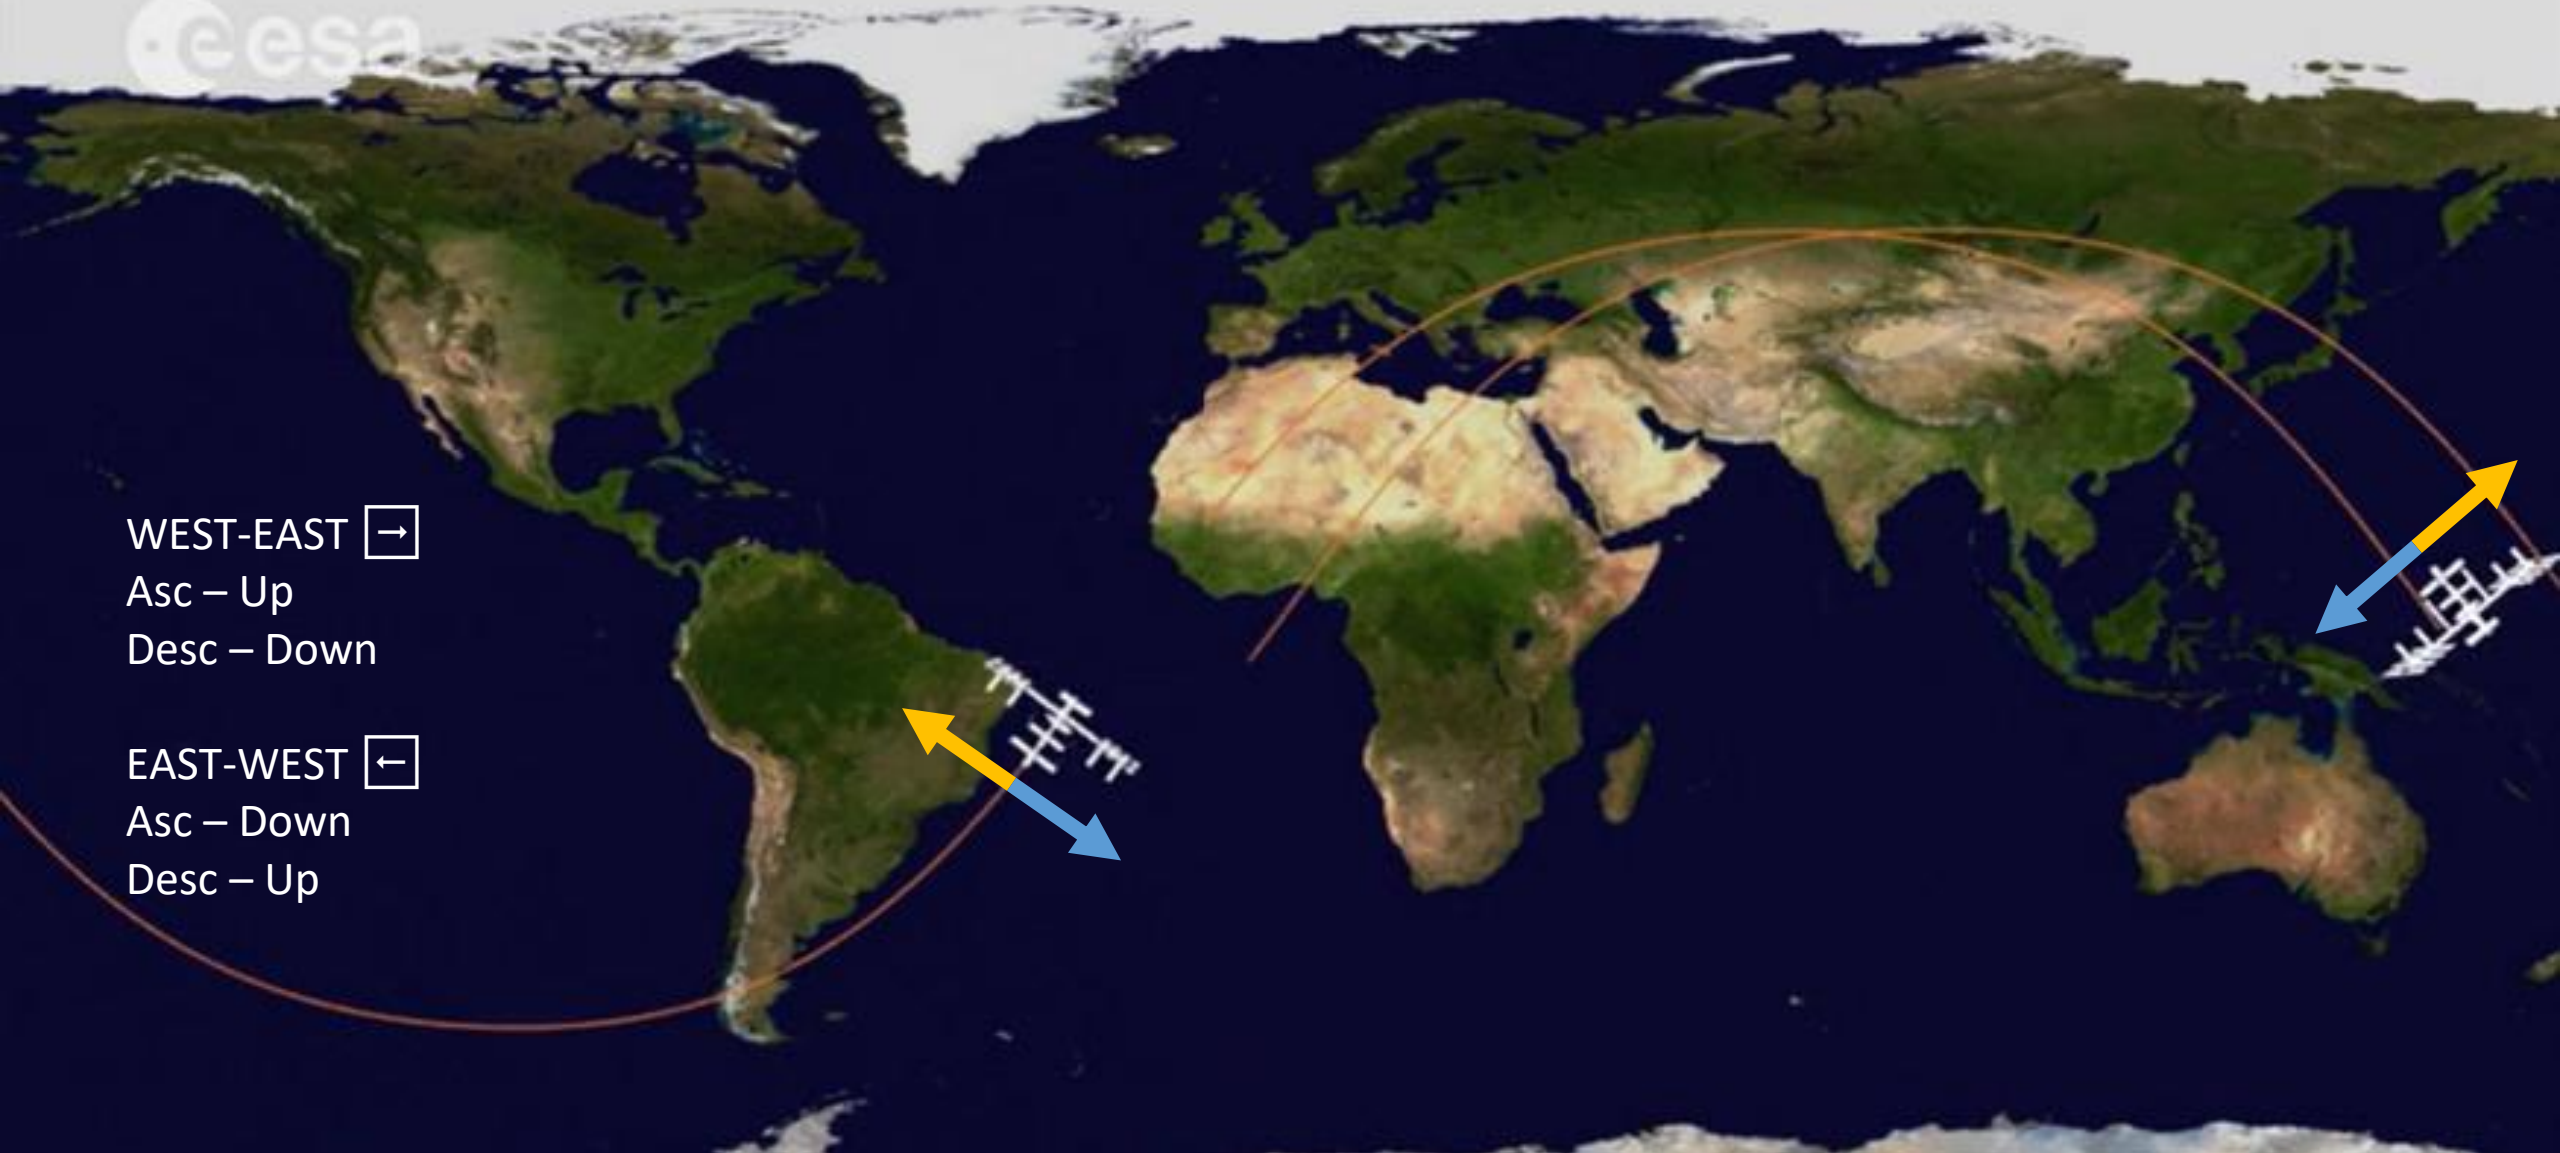 esa
WEST-EAST →
Asc – Up
Desc – Down
EAST-WEST ←
Asc – Down
Desc – Up